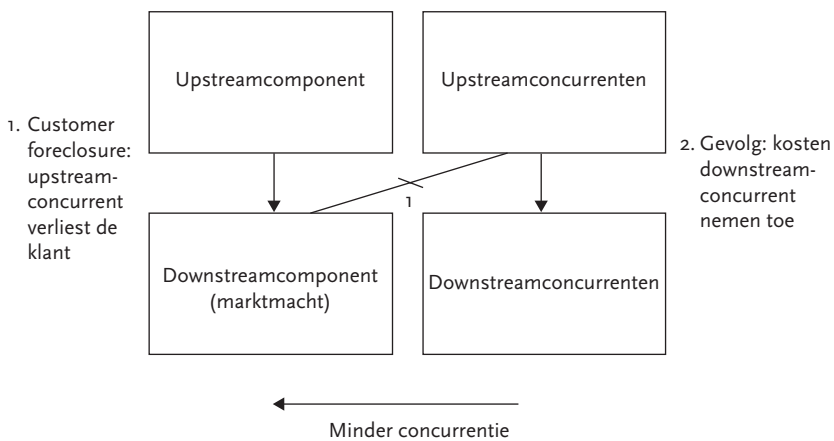 Upstreamcomponent
Upstreamconcurrenten
1. Customer
foreclosure:
upstream-
concurrent
verliest de
klant
2. Gevolg: kosten
downstream-
concurrent
nemen toe
1
Downstreamcomponent
(marktmacht)
Downstreamconcurrenten
Minder concurrentie